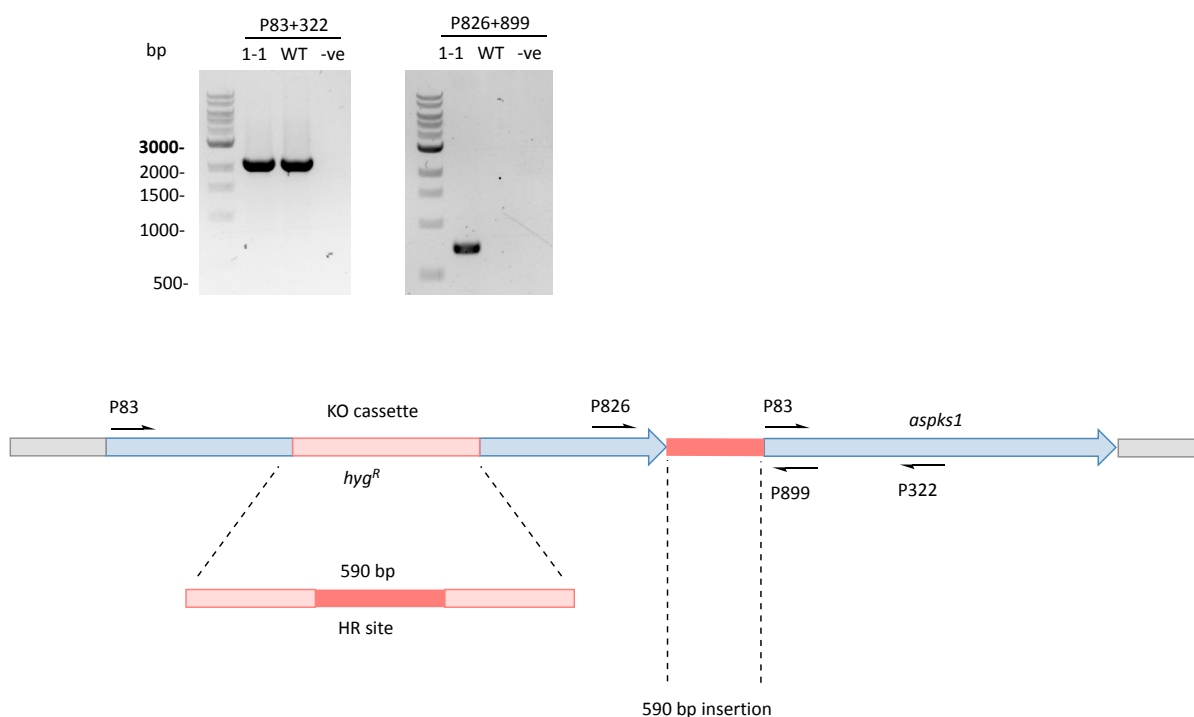 P83+322
P826+899
bp
1-1 WT -ve
1-1 WT -ve
3000-
2000-
1500-
1000-
500-
P83
KO cassette
P826
P83
aspks1
hygR
P899
P322
590 bp
HR site
590 bp insertion